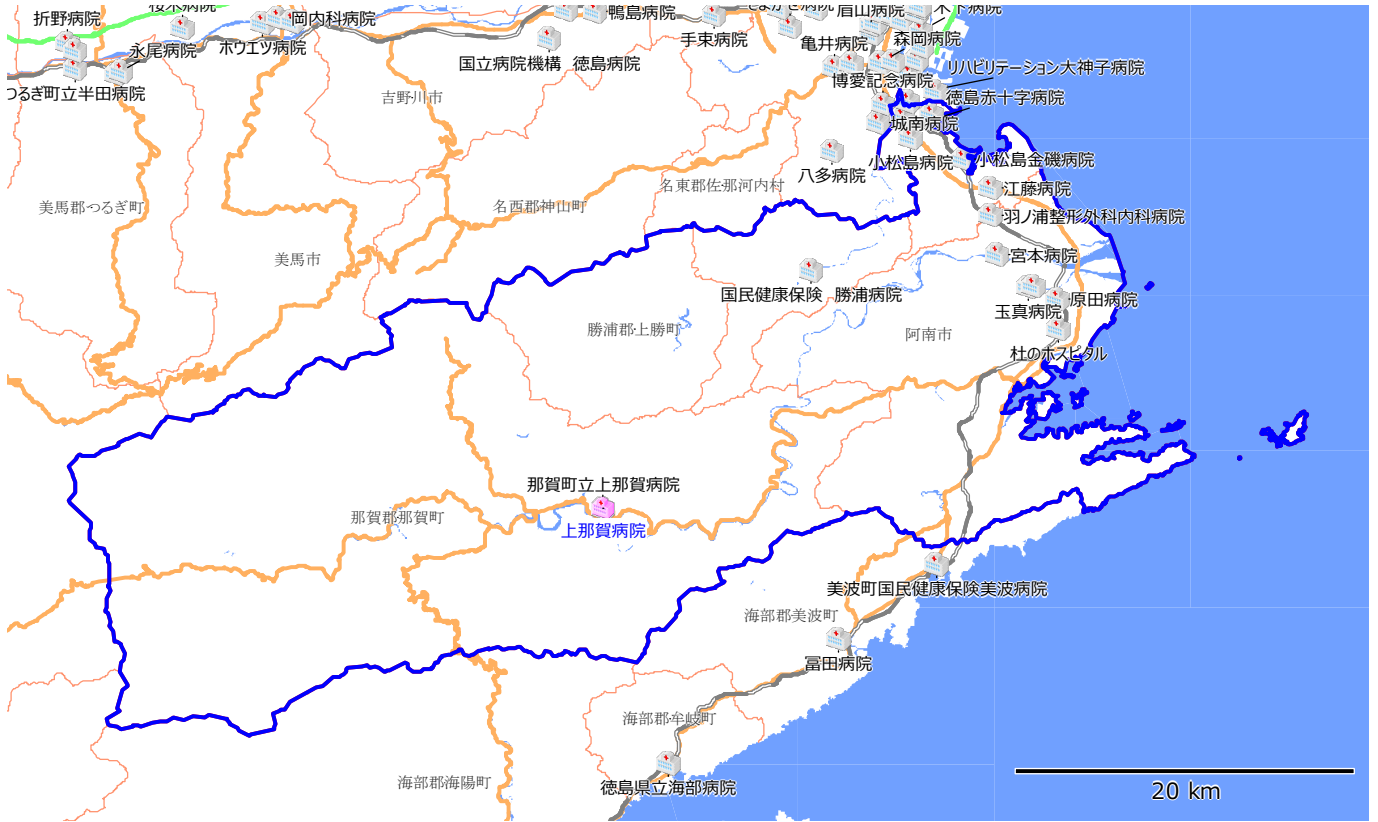 岡内科病院
鴨島病院
眉山病院
木下病院
折野病院
手束病院
森岡病院
亀井病院
永尾病院
ホウエツ病院
国立病院機構　徳島病院
リハビリテーション大神子病院
博愛記念病院
つるぎ町立半田病院
吉野川市
徳島赤十字病院
城南病院
小松島病院
小松島金磯病院
八多病院
名東郡佐那河内村
江藤病院
美馬郡つるぎ町
名西郡神山町
羽ノ浦整形外科内科病院
美馬市
宮本病院
国民健康保険　勝浦病院
原田病院
玉真病院
勝浦郡上勝町
阿南市
杜のホスピタル
那賀町立上那賀病院
那賀郡那賀町
上那賀病院
美波町国民健康保険美波病院
海部郡美波町
冨田病院
海部郡牟岐町
海部郡海陽町
徳島県立海部病院
20 km